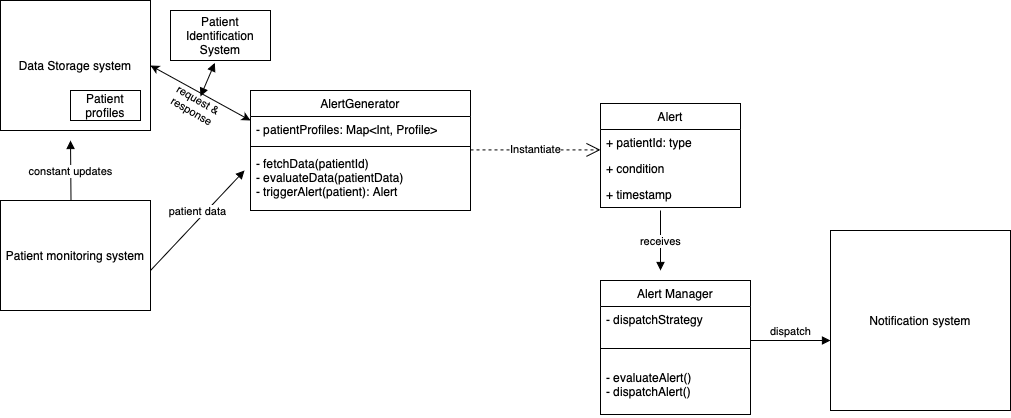 Patient
Identification
System
Data Storage system
Patient
profiles
request &
response
AlertGenerator
- patientProfiles: Map<Int, Profile>
- fetchData(patientId)
- evaluateData(patientData)
- triggerAlert(patient): Alert
Instantiate
Alert
+ patientId: type
+ condition
+ timestamp
constant updates
Patient monitoring system
patient data
receives
Alert Manager
- dispatchStrategy
- evaluateAlert()
- dispatchAlert()
dispatch
Notification system